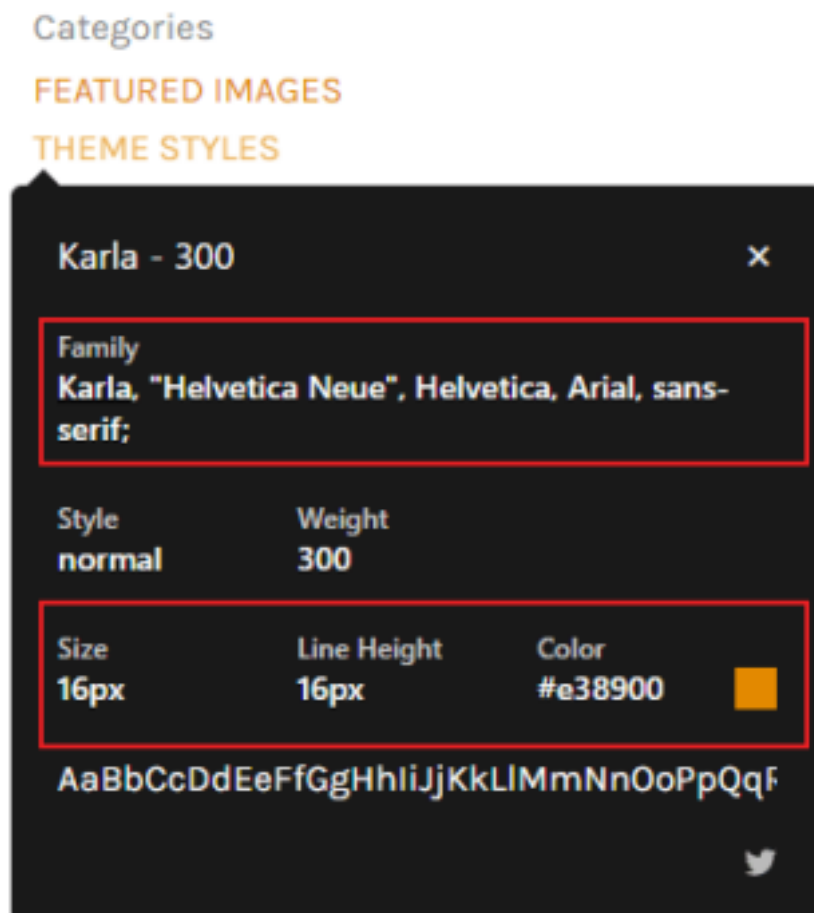 Categories
FEATURED IMAGES
THEME STYLES
Karla - 300
Family
Karla, "Helvetica Neue", Helvetica, Arial, sans-
serif;
Style Weight
normal 300
Size Line Height Color
16px 16px #e38900
AaBbCcDdEeFfGgHhIiJjKkLlMmNnOoPpQq